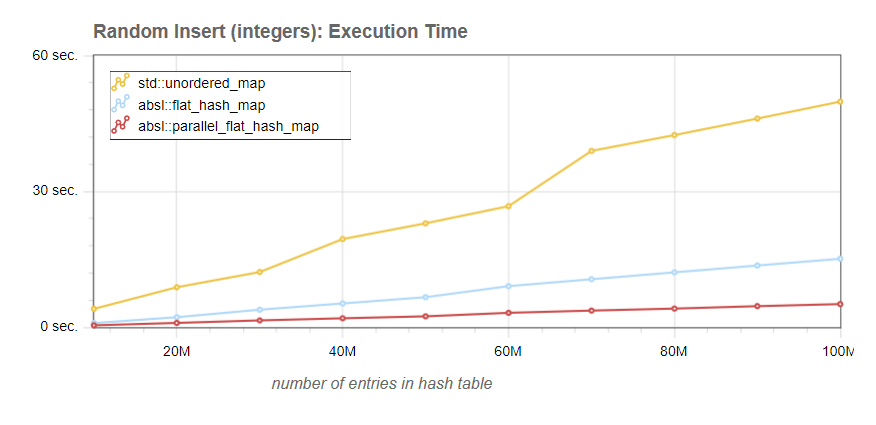 Random Insert (integers): Execution Time
60 sec.
std::unordered_map
absl::flat_hash_map
absl::parallel_flat_hash_map
30 sec.
0 sec.
20M 40M 60M 80M 100M
number of entries in hash table